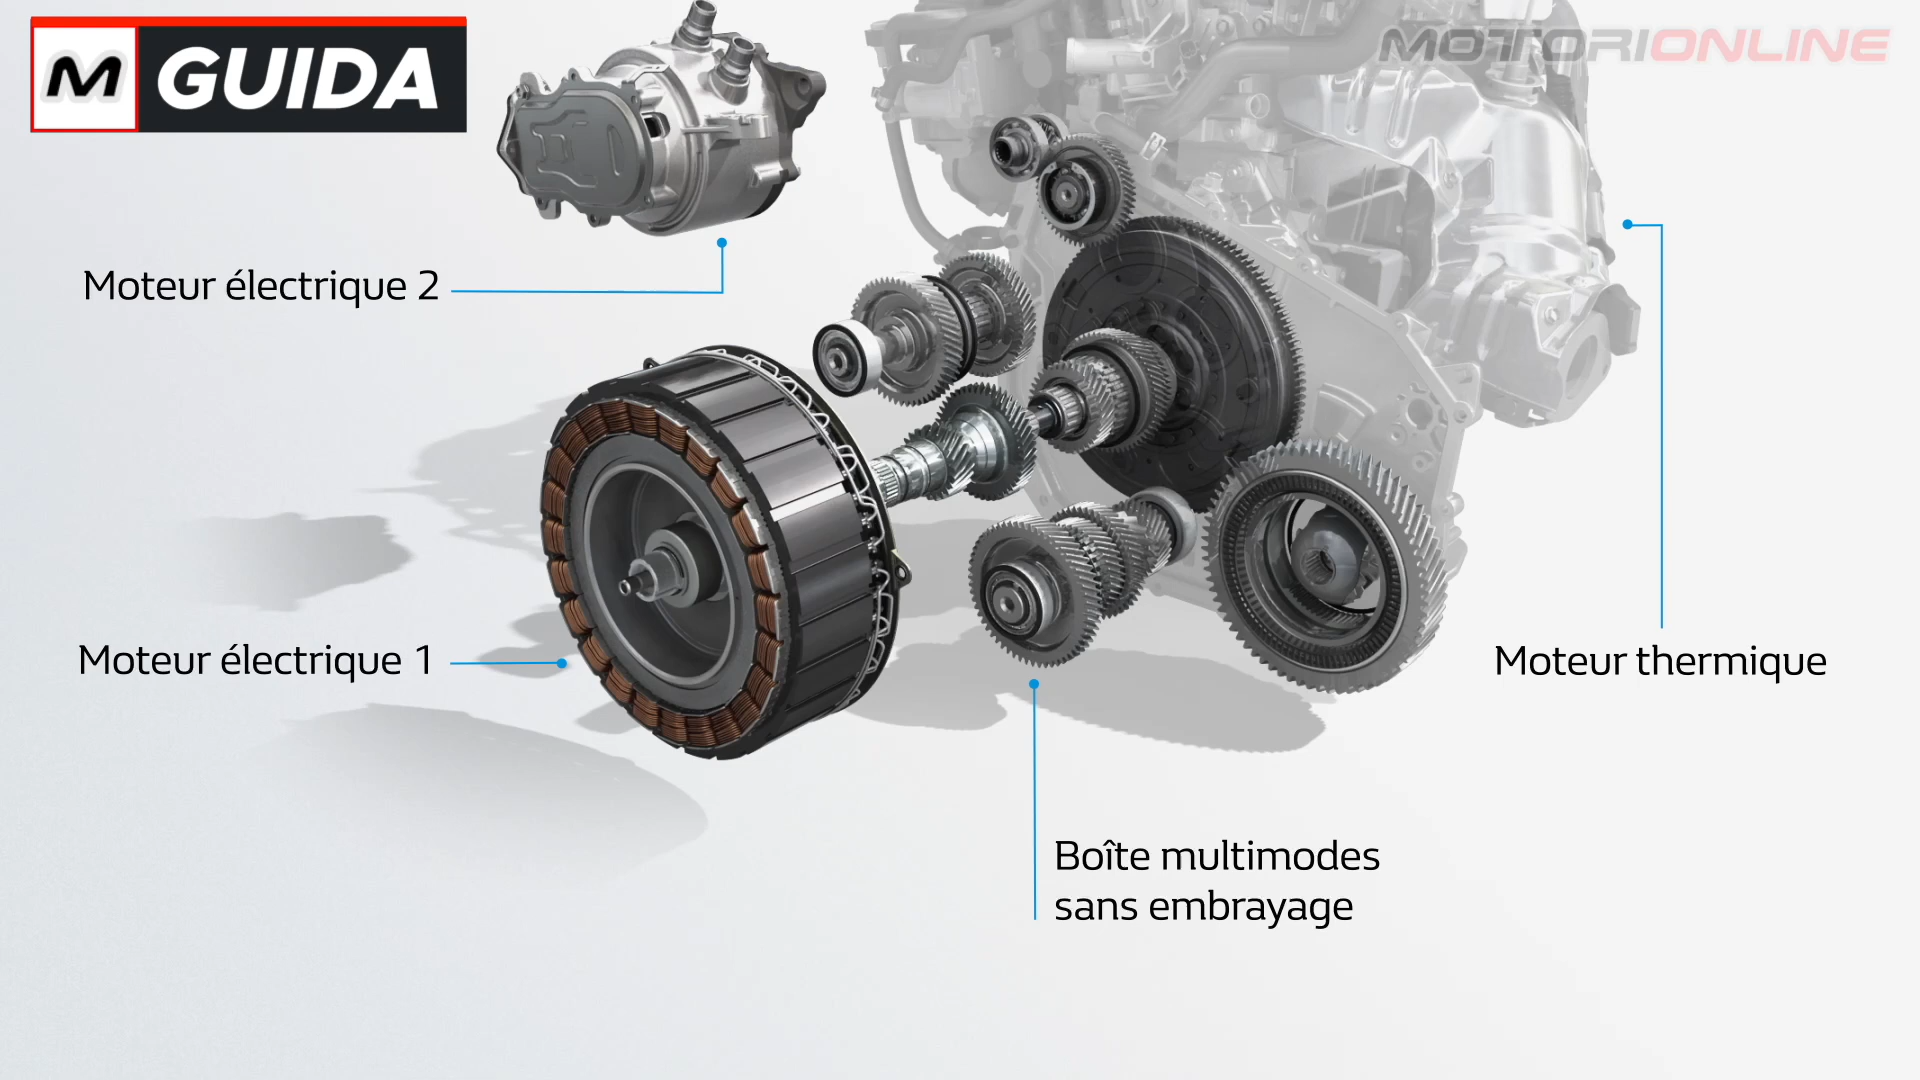 M GUIDA
MOTORIONLINE
Moteur électrique 2
Moteur électrique 1
Moteur thermique
Boîte multimodes
sans embrayage